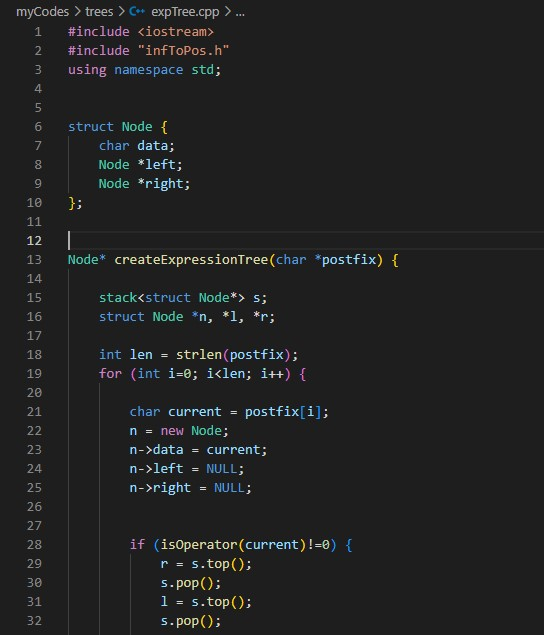 myCodes > trees > C++ expTree.cpp > ...
1 #include <iostream>
2 #include "infToPos.h"
3 using namespace std;
4
5
6 struct Node {
7     char data;
8     Node *left;
9     Node *right;
10 };
11
12
13 Node* createExpressionTree(char *postfix) {
14
15     stack<struct Node*> s;
16     struct Node *n, *l, *r;
17
18     int len = strlen(postfix);
19     for (int i=0; i<len; i++) {
20
21         char current = postfix[i];
22         n = new Node;
23         n->data = current;
24         n->left = NULL;
25         n->right = NULL;
26
27
28         if (isOperator(current)!=0) {
29             r = s.top();
30             s.pop();
31             l = s.top();
32             s.pop();